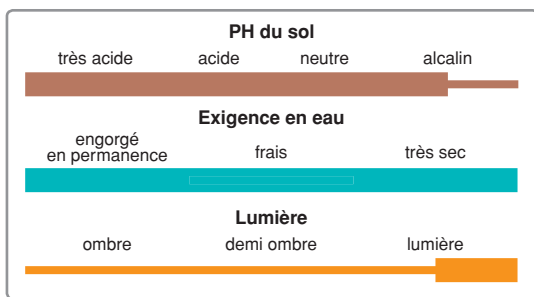 PH du sol
très acide acide neutre alcalin
Exigence en eau
engorgé
en permanence frais très sec
Lumière
ombre demi ombre lumière